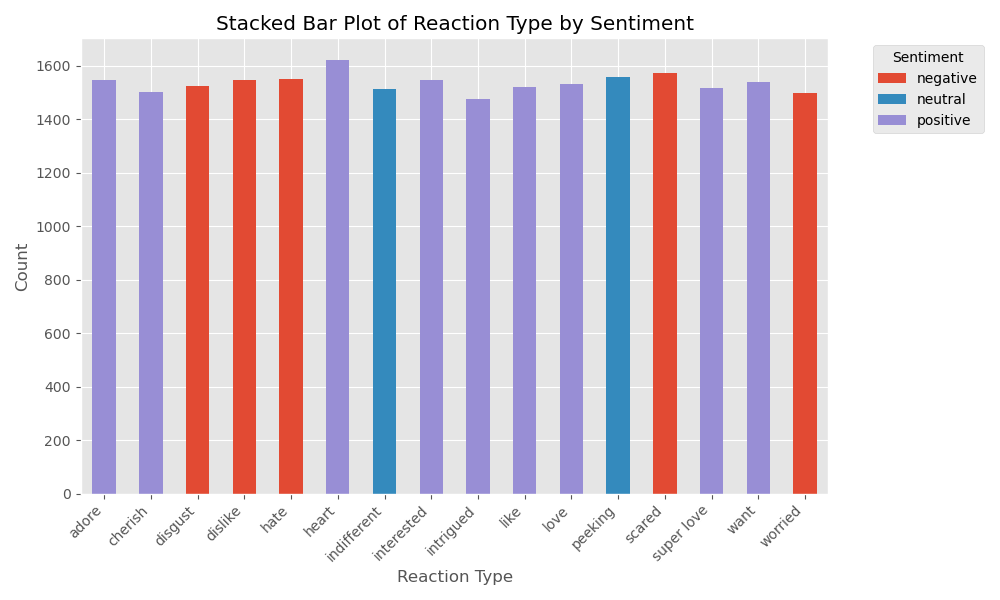 Stacked Bar Plot of Reaction Type by Sentiment
Sentiment
negative
neutral
positive
1600
1400
1200
1000
800
600
400
200
0
Count
adore
cherish
disgust
dislike
hate
heart
indifferent
interested
intrigued
like
love
peeking
scared
super love
want
worried
Reaction Type